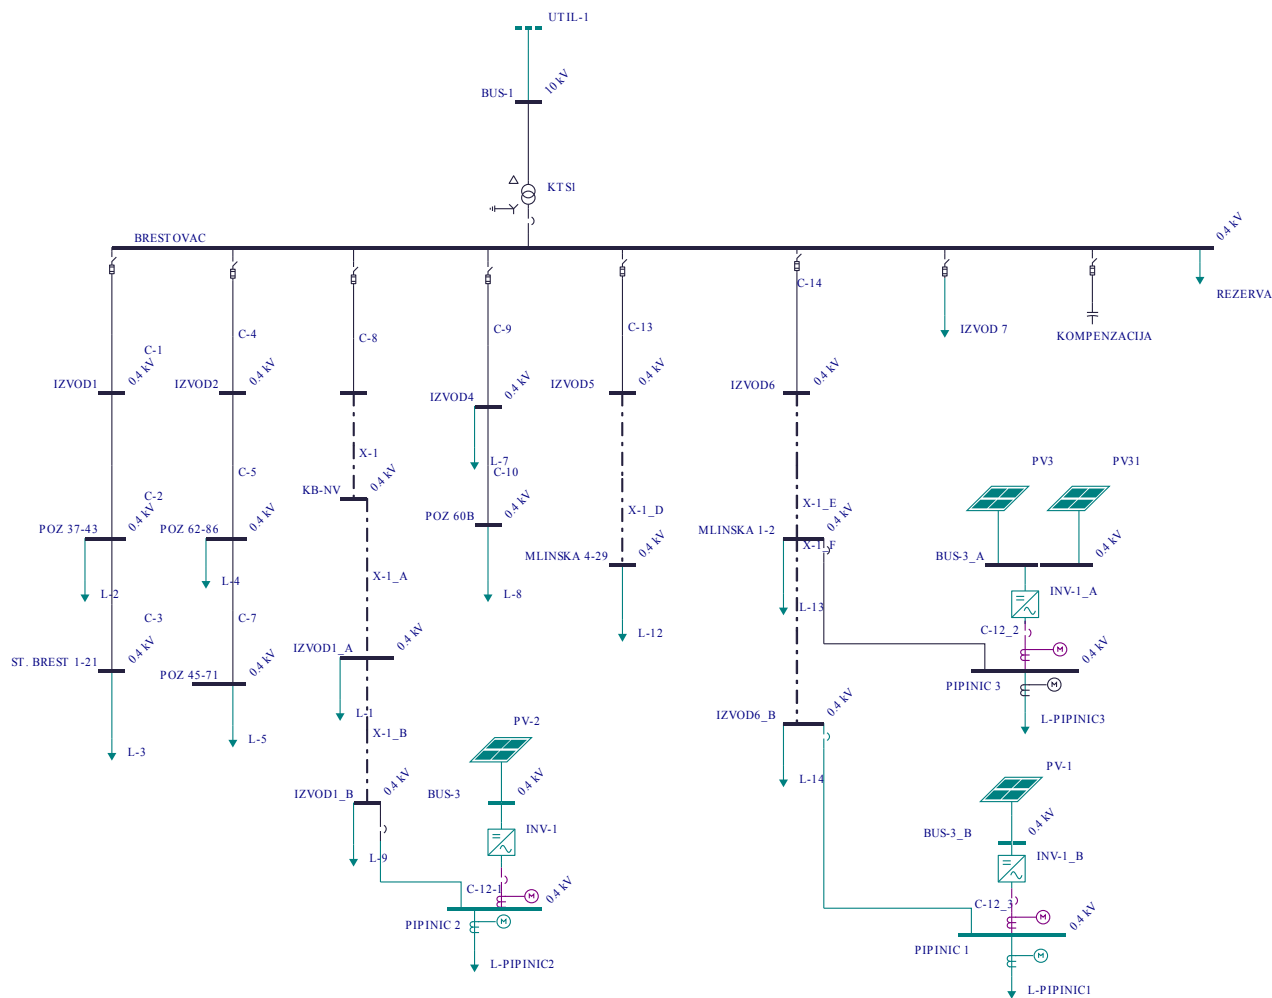 UTIL-1
10 kV
BUS-1
KTS1
BRESTOVAC
0.4 kV
REZERVA
C-14
IZVOD 7
KOMPENZACIJA
C-1
C-4
C-8
C-9
C-13
IZVOD1
0.4 kV
IZVOD2
0.4 kV
IZVOD4
0.4 kV
IZVOD5
0.4 kV
IZVOD6
0.4 kV
X-1
L-7
C-5
C-10
KB-NV
0.4 kV
PV3
PV31
C-2
POZ 37-43
0.4 kV
POZ 62-86
0.4 kV
POZ 60B
0.4 kV
X-1_D
X-1_E
MLINSKA 1-2
0.4 kV
X-1_F
MLINSKA 4-29
0.4 kV
BUS-3_A
0.4 kV
INV-1_A
X-1_A
L-2
L-4
L-8
L-13
C-3
C-7
L-12
C-12_2
M
IZVOD1_A
0.4 kV
ST. BREST 1-21
0.4 kV
POZ 45-71
0.4 kV
PIPINIC 3
M
L-PIPINIC3
L-1
IZVOD6_B
0.4 kV
PV-2
X-1_B
L-3
L-5
L-14
PV-1
IZVOD1_B
0.4 kV
BUS-3
0.4 kV
INV-1
BUS-3_B
0.4 kV
INV-1_B
L-9
C-12-1
M
0.4 kV
PIPINIC 2
M
L-PIPINIC2
C-12_3
M
0.4 kV
PIPINIC 1
M
L-PIPINIC1
0.4 kV